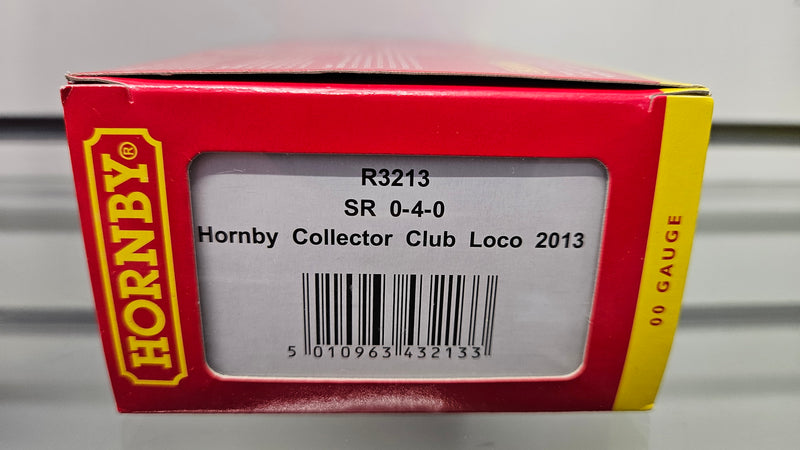 HORNBY®
R3213
SR 0-4-0
Hornby Collector Club Loco 2013
5 010963 432133
00 GAUGE